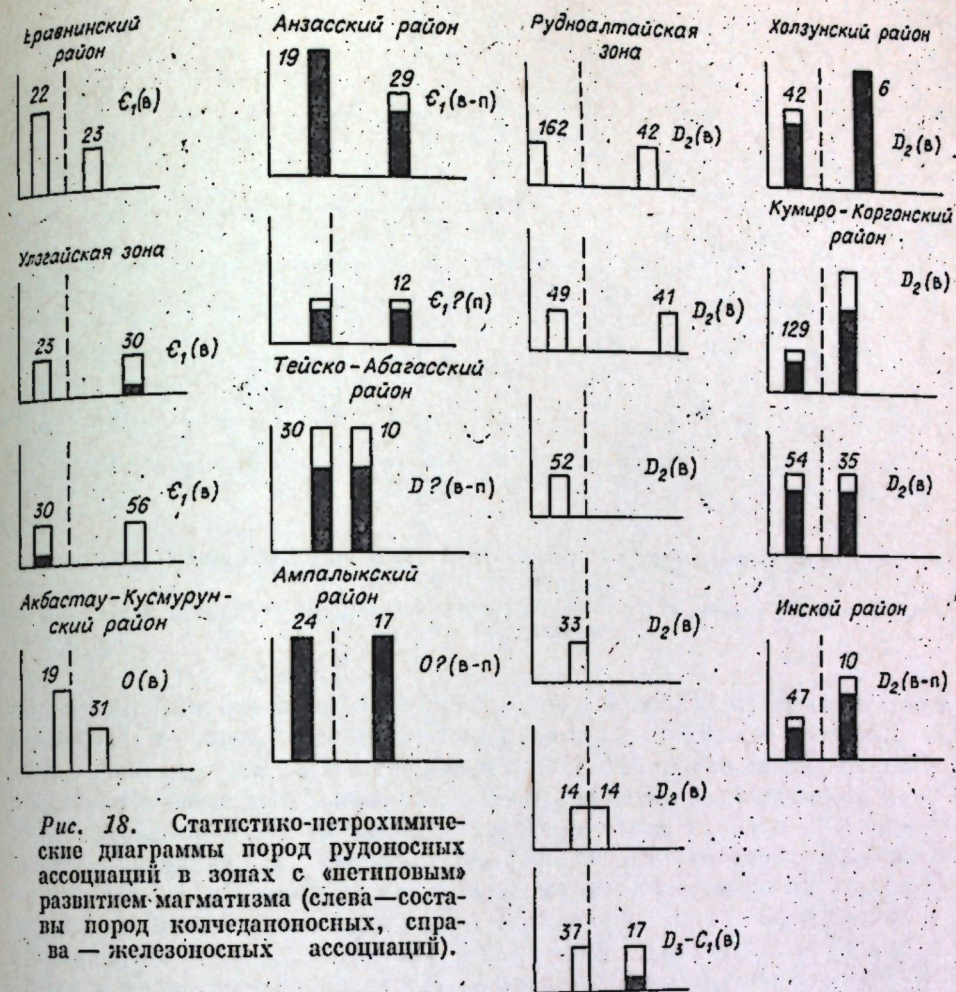 Еравнинский
район
22
Є₁(в)
23
Улзгайская зона
23
30
Є₁(в)
30
56
Є₁(в)
Акбастау-Кусмурун-
ский район
19
O(в)
31
Анзасский район
19
29
Є₁(в-п)
12
Є₁?(п)
Тейско-Абагасский
район
30
10
D?(в-п)
Ампалыкский
район
24
17
O?(в-п)
Рудноалтайская
зона
162
42
D₂(в)
49
41
D₂(в)
52
D₂(в)
33
D₂(в)
14
14
D₂(в)
37
17
D₃-C₁(в)
Холзунский район
42
6
D₂(в)
Кумиро-Коргонский
район
D₂(в)
129
54
35
D₂(в)
Инской район
10
D₂(в-п)
47
Рис. 18. Статистико-петрохимиче-
ские диаграммы пород рудоносных
ассоциаций в зонах с «нетиповым»
развитием магматизма (слева—соста-
вы пород колчеданоносных, спра-
ва — железоносных ассоциаций).